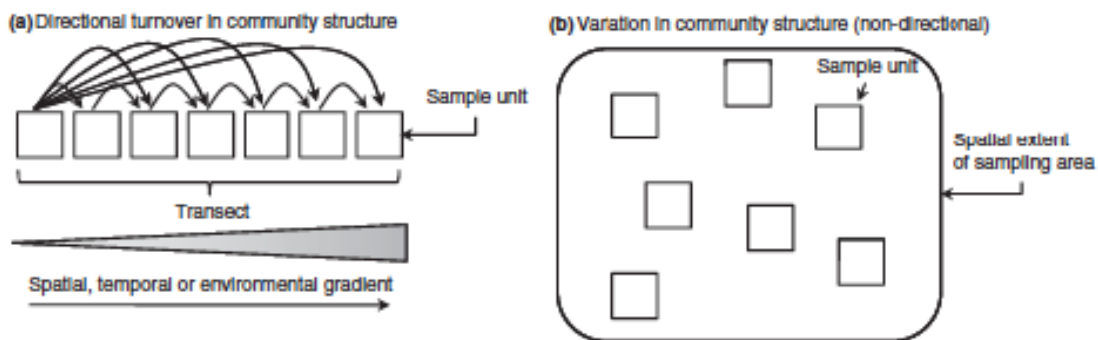 (a) Directional turnover in community structure
Sample unit
Transect
Spatial, temporal or environmental gradient
(b) Variation in community structure (non-directional)
Sample unit
Spatial extent
of sampling area